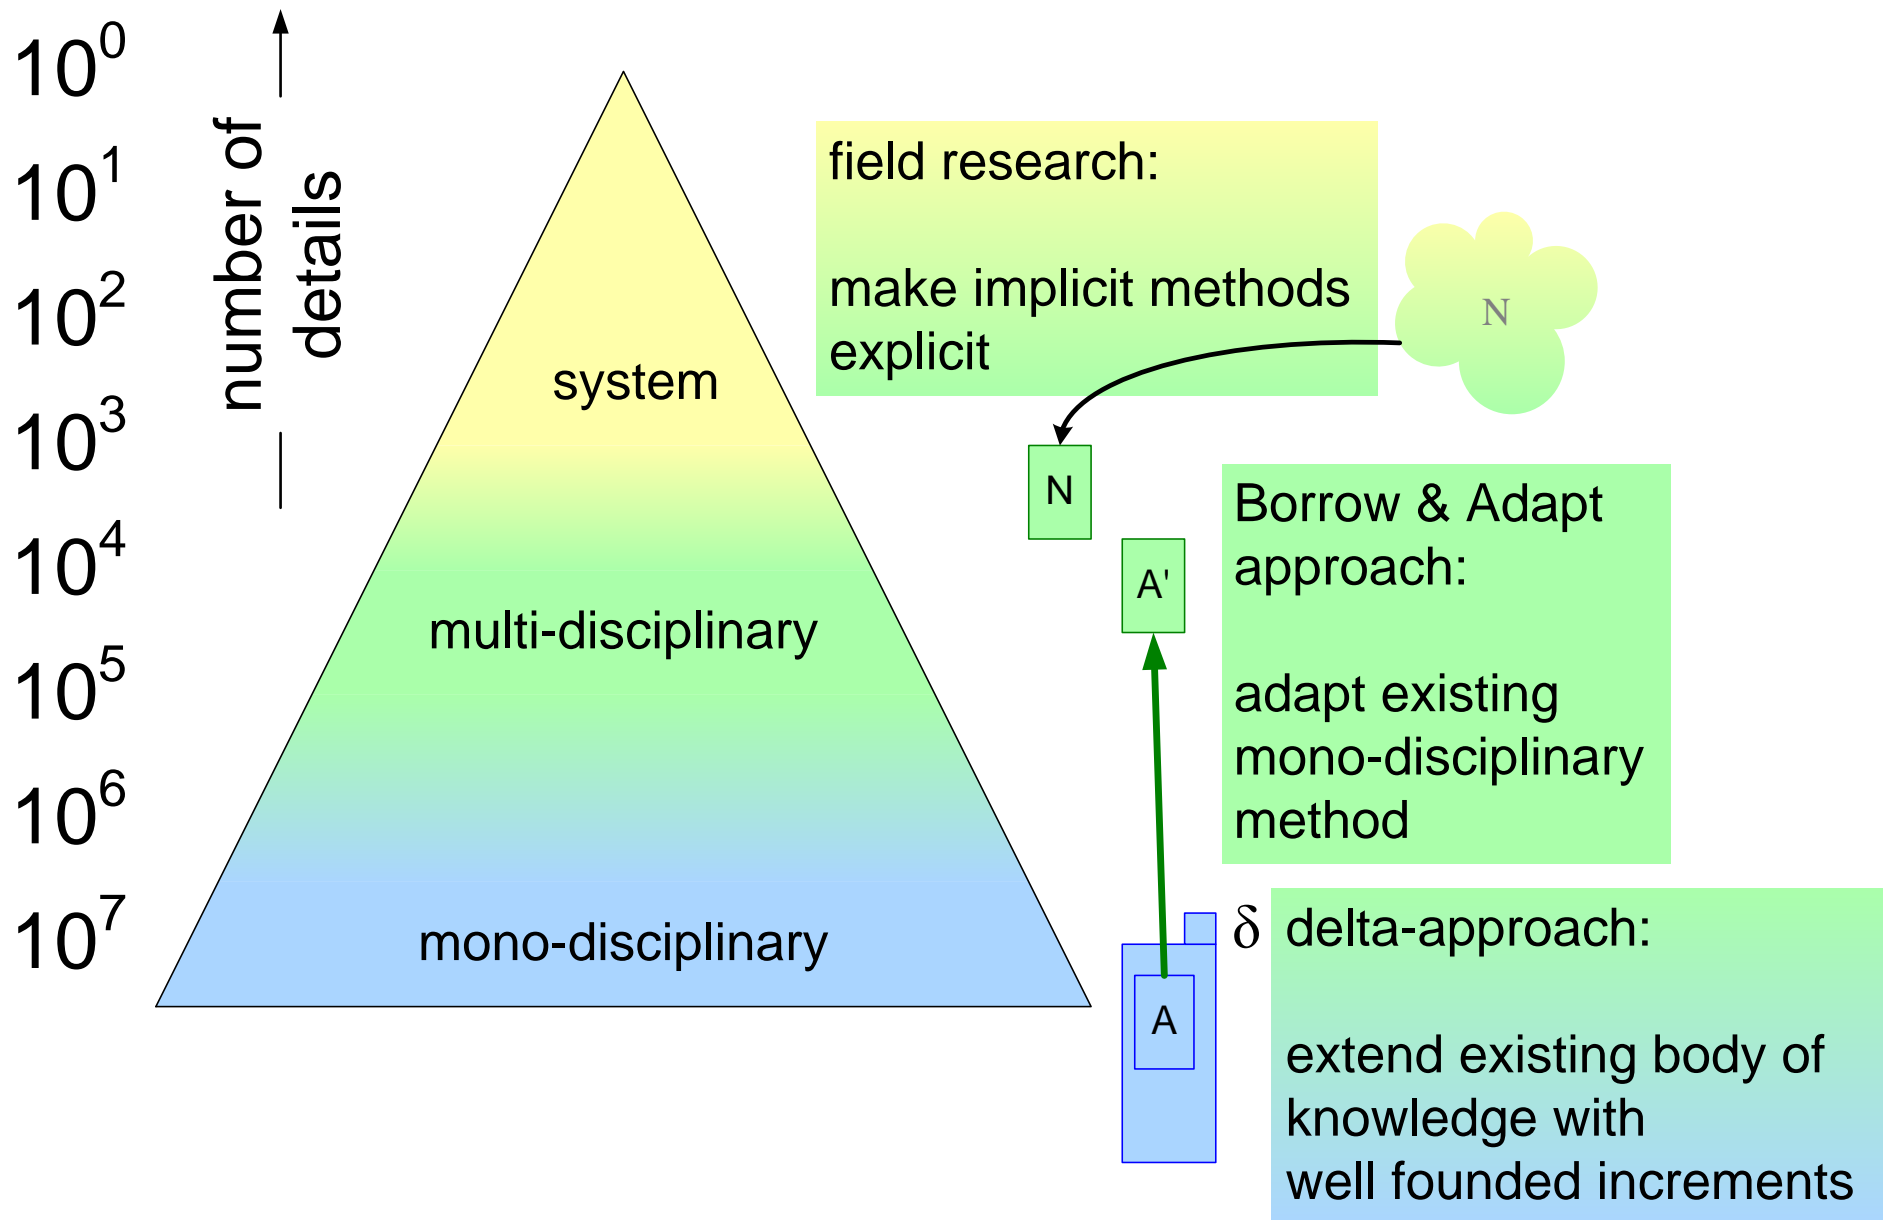 10^0
10^1
10^2
10^3
10^4
10^5
10^6
10^7
number of
details
system
multi-disciplinary
mono-disciplinary
field research:
make implicit methods
explicit
N
N
A'
Borrow & Adapt
approach:
adapt existing
mono-disciplinary
method
A
δ
delta-approach:
extend existing body of
knowledge with
well founded increments